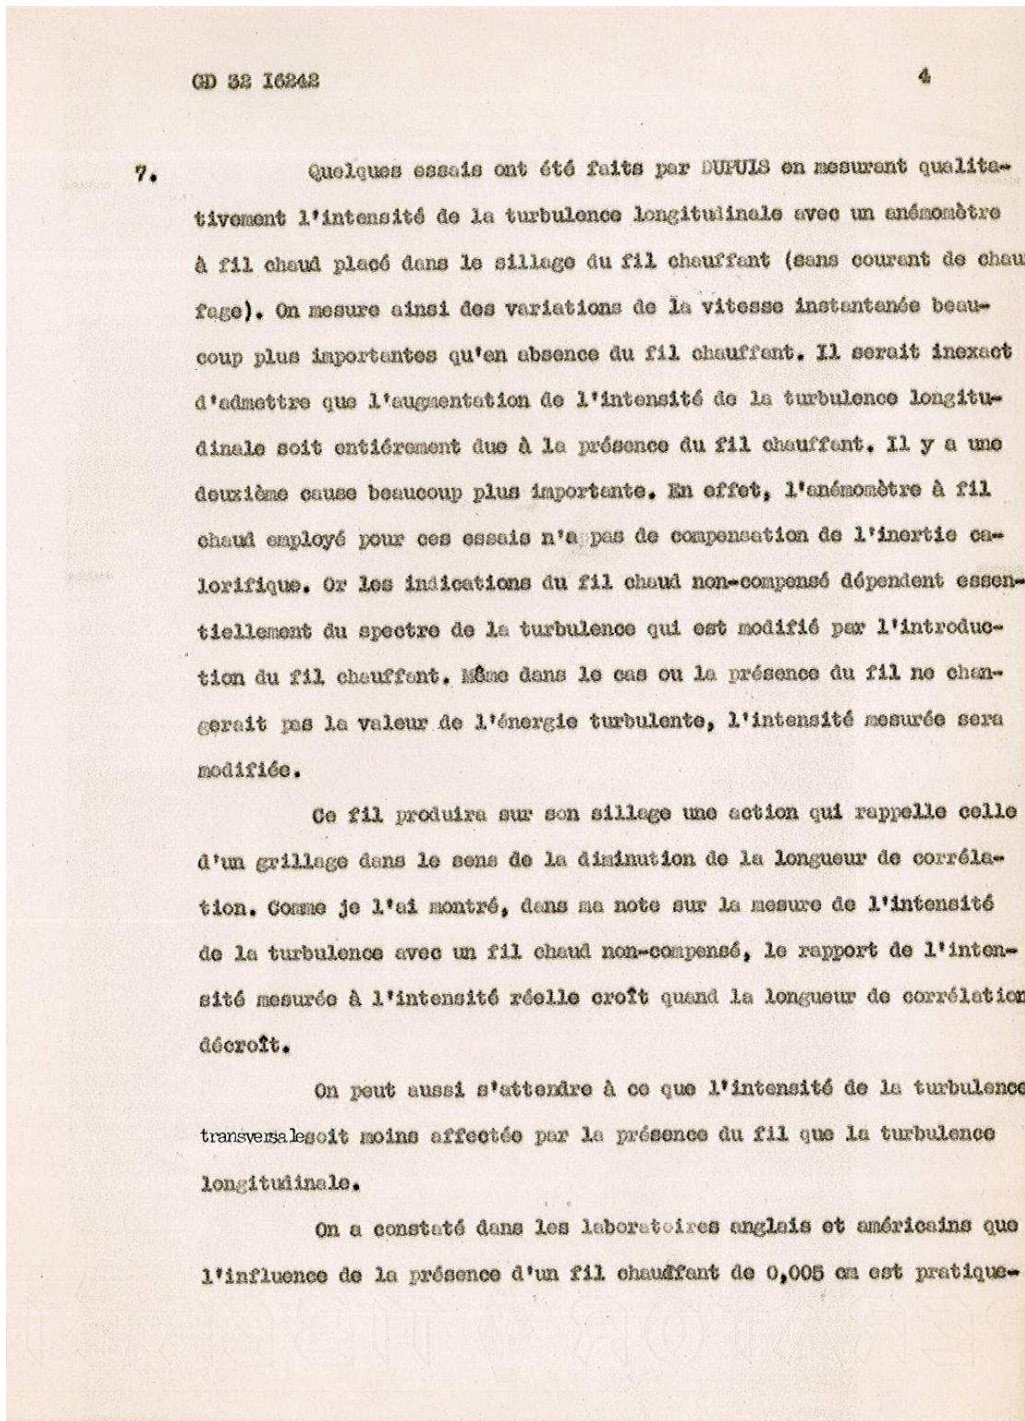 GD 32 I6242
4
7. Quelques essais ont été faits par DUPUIS en mesurant qualita-
tivement l'intensité de la turbulence longitudinale avec un anémomètre
à fil chaud placé dans le sillage du fil chauffant (sans courant de chau
fage). On mesure ainsi des variations de la vitesse instantanée beau-
coup plus importantes qu'en absence du fil chauffant. Il serait inexact
d'admettre que l'augmentation de l'intensité de la turbulence longitu-
dinale soit entiérement due à la présence du fil chauffant. Il y a une
deuxième cause beaucoup plus importante. En effet, l'anémomètre à fil
chaud employé pour ces essais n'a pas de compensation de l'inertie ca-
lorifique. Or les indications du fil chaud non-compensé dépendent essen-
tiellement du spectre de la turbulence qui est modifié par l'introduc-
tion du fil chauffant. Même dans le cas ou la présence du fil ne chan-
gerait pas la valeur de l'énergie turbulente, l'intensité mesurée sera
modifiée.
Ce fil produira sur son sillage une action qui rappelle celle
d'un grillage dans le sens de la diminution de la longueur de corréla-
tion. Comme je l'ai montré, dans ma note sur la mesure de l'intensité
de la turbulence avec un fil chaud non-compensé, le rapport de l'inten-
sité mesurée à l'intensité réelle croît quand la longueur de corrélation
décroît.
On peut aussi s'attendre à ce que l'intensité de la turbulence
transversale soit moins affectée par la présence du fil que la turbulence
longitudinale.
On a constaté dans les laboratoires anglais et américains que
l'influence de la présence d'un fil chauffant de 0,005 cm est pratique-